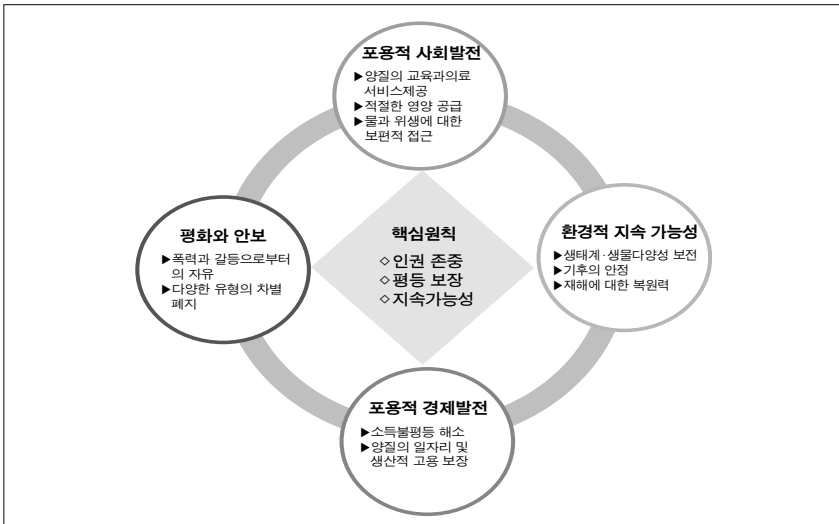 포용적 사회발전
▶양질의 교육과의료
서비스제공
▶적절한 영양 공급
▶물과 위생에 대한
보편적 접근
평화와 안보
▶폭력과 갈등으로부터
의 자유
▶다양한 유형의 차별
폐지
핵심원칙
◇인권 존중
◇평등 보장
◇지속가능성
환경적 지속 가능성
▶생태계·생물다양성 보전
▶기후의 안정
▶재해에 대한 복원력
포용적 경제발전
▶소득불평등 해소
▶양질의 일자리 및
생산적 고용 보장